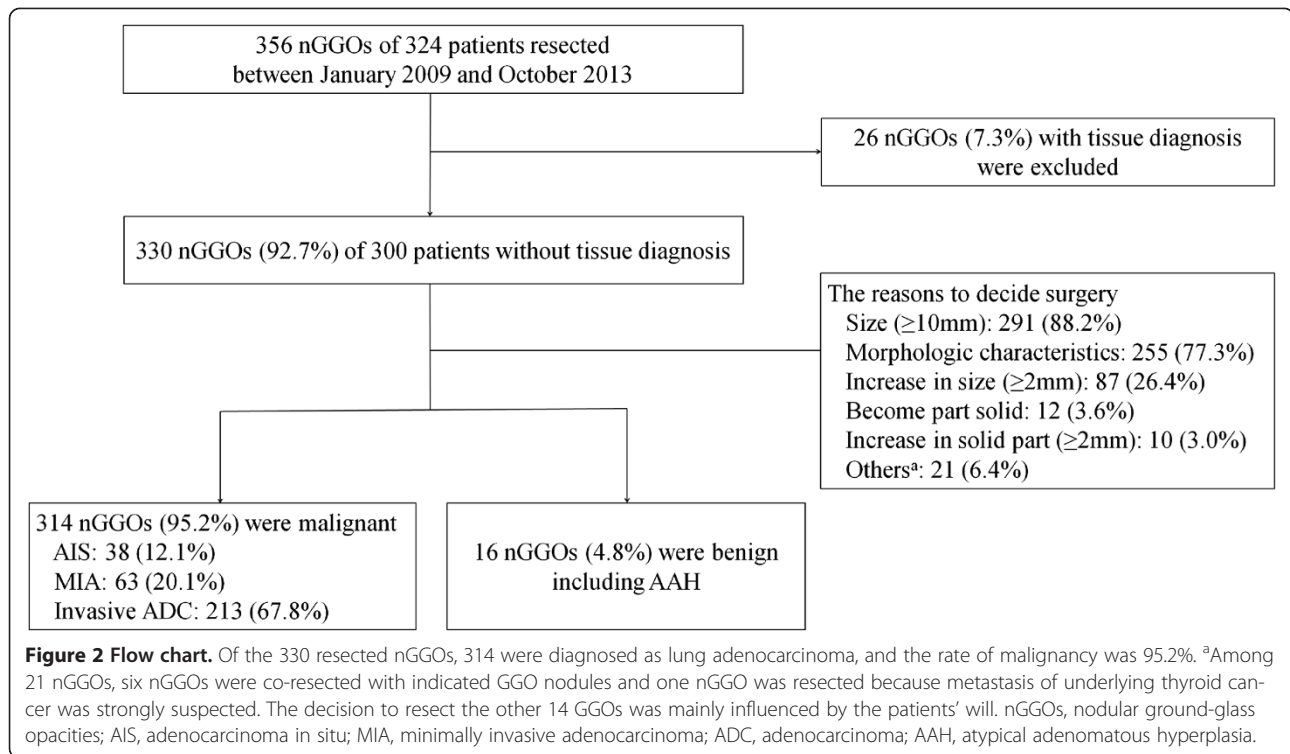 356 nGGOs of 324 patients resected
between January 2009 and October 2013
26 nGGOs (7.3%) with tissue diagnosis
were excluded
330 nGGOs (92.7%) of 300 patients without tissue diagnosis
The reasons to decide surgery
Size (≥10mm): 291 (88.2%)
Morphologic characteristics: 255 (77.3%)
Increase in size (≥2mm): 87 (26.4%)
Become part solid: 12 (3.6%)
Increase in solid part (≥2mm): 10 (3.0%)
Othersᵃ: 21 (6.4%)
314 nGGOs (95.2%) were malignant
AIS: 38 (12.1%)
MIA: 63 (20.1%)
Invasive ADC: 213 (67.8%)
16 nGGOs (4.8%) were benign
including AAH
Figure 2 Flow chart. Of the 330 resected nGGOs, 314 were diagnosed as lung adenocarcinoma, and the rate of malignancy was 95.2%. ᵃAmong
21 nGGOs, six nGGOs were co-resected with indicated GGO nodules and one nGGO was resected because metastasis of underlying thyroid can-
cer was strongly suspected. The decision to resect the other 14 GGOs was mainly influenced by the patients’ will. nGGOs, nodular ground-glass
opacities; AIS, adenocarcinoma in situ; MIA, minimally invasive adenocarcinoma; ADC, adenocarcinoma; AAH, atypical adenomatous hyperplasia.